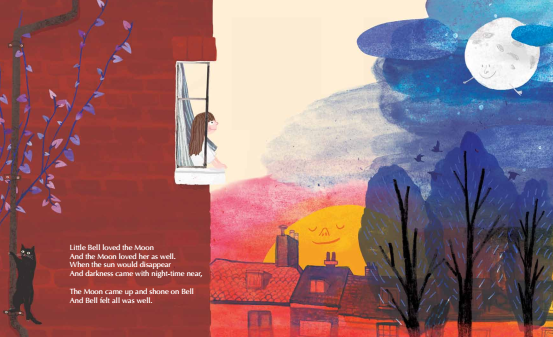 Little Bell loved the Moon
And the Moon loved her as well.
When the sun would disappear
And darkness came with night-time near,
The Moon came up and shone on Bell
And Bell felt all was well.